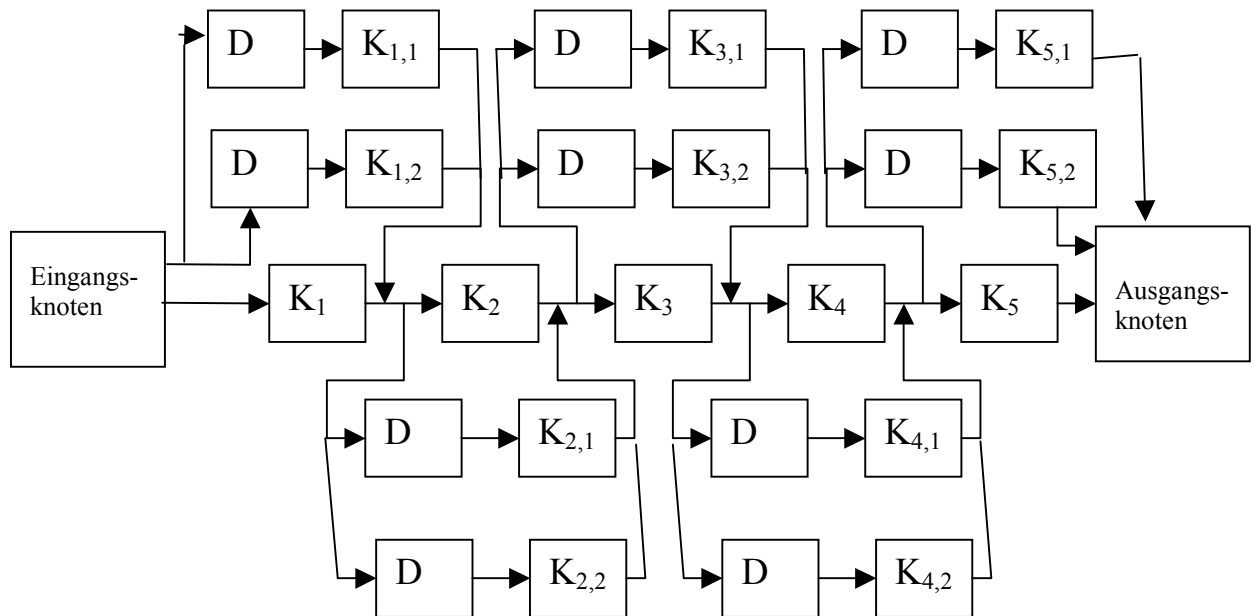 D K1,1 D K3,1 D K5,1
D K1,2 D K3,2 D K5,2
Eingangs-
knoten
K1 K2 K3 K4 K5
Ausgangs-
knoten
D K2,1 D K4,1
D K2,2 D K4,2